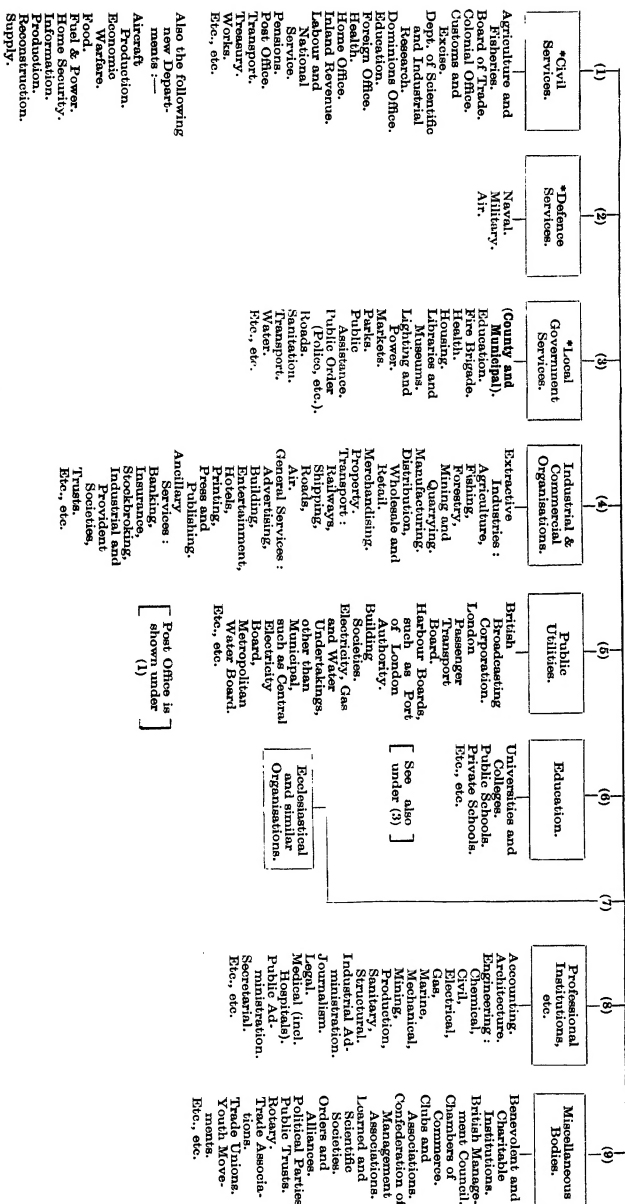 (1)
*Civil
Services.
Agriculture and
Fisheries.
Board of Trade.
Colonial Office.
Customs and
Excise.
Dept. of Scientific
and Industrial
Research.
Dominions Office.
Education.
Foreign Office.
Health.
Home Office.
Inland Revenue.
Labour and
National
Service.
Pensions.
Post Office.
Transport.
Treasury.
Works.
Etc., etc.
Also the following
new Depart-
ments :—
Aircraft
Production.
Economic
Warfare.
Food.
Fuel & Power.
Home Security.
Information.
Production.
Reconstruction.
Supply.
(2)
*Defence
Services.
Naval.
Military.
Air.
(3)
*Local
Government
Services.
(County and
Municipal).
Education.
Fire Brigade.
Health.
Housing.
Libraries and
Museums.
Lighting and
Power.
Markets.
Parks.
Public
Assistance.
Public Order
(Police, etc.).
Roads.
Sanitation.
Transport.
Water.
Etc., etc.
(4)
Industrial &
Commercial
Organisations.
Extractive
Industries :
Agriculture,
Fishing,
Forestry,
Mining and
Quarrying.
Manufacturing.
Distribution,
Wholesale and
Retail.
Merchandising.
Property.
Transport :
Railways,
Shipping,
Roads,
Air.
General Services :
Advertising,
Building,
Entertainment,
Hotels,
Printing,
Press and
Publishing.
Ancillary
Services :
Banking,
Insurance,
Stockbroking,
Industrial and
Provident
Societies,
Trusts.
Etc., etc.
(5)
Public
Utilities.
British
Broadcasting
Corporation.
London
Passenger
Transport
Board.
Harbour Boards,
such as Port
of London
Authority.
Building
Societies.
Electricity, Gas
and Water
Undertakings,
other than
Municipal,
such as Central
Electricity
Board,
Metropolitan
Water Board.
Etc., etc.
[ Post Office is
shown under
(1) ]
(6)
Education.
Universities and
Colleges.
Public Schools.
Private Schools.
Etc., etc.
[ See also
under (3) ]
(7)
Ecclesiastical
and similar
Organisations.
(8)
Professional
Institutions,
etc.
Accounting.
Architecture.
Engineering :
Chemical,
Civil,
Electrical,
Gas,
Marine,
Mechanical,
Mining,
Production,
Sanitary,
Structural.
Industrial Ad-
ministration.
Journalism.
Legal.
Medical (incl.
Hospitals).
Public Ad-
ministration.
Secretarial.
Etc., etc.
(9)
Miscellaneous
Bodies.
Benevolent and
Charitable
Institutions.
British Manage-
ment Council.
Chambers of
Commerce.
Clubs and
Associations.
Confederation of
Management
Associations.
Learned and
Scientific
Societies.
Orders and
Alliances.
Political Parties.
Public Trusts.
Rotary.
Trade Associa-
tions.
Trade Unions.
Youth Move-
ments.
Etc., etc.